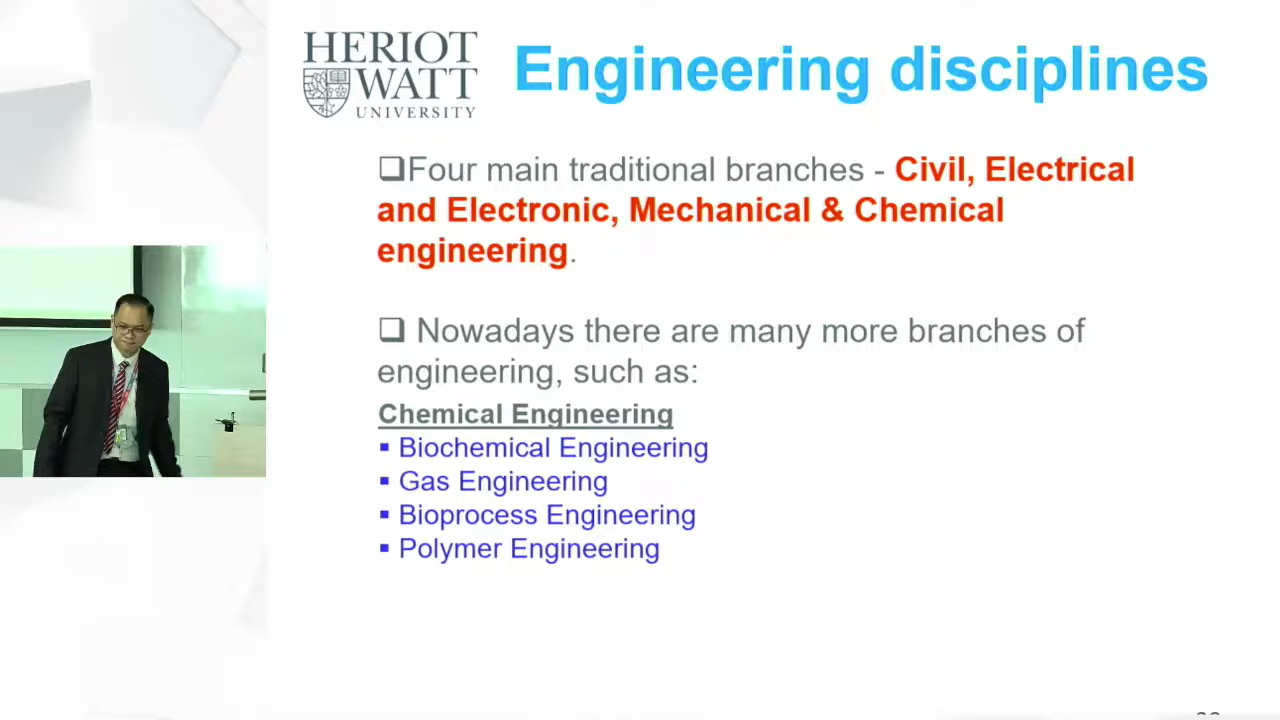 HERIOT
WATT
UNIVERSITY
Engineering disciplines
❑Four main traditional branches - Civil, Electrical
and Electronic, Mechanical & Chemical
engineering.
❑ Nowadays there are many more branches of
engineering, such as:
Chemical Engineering
▪ Biochemical Engineering
▪ Gas Engineering
▪ Bioprocess Engineering
▪ Polymer Engineering